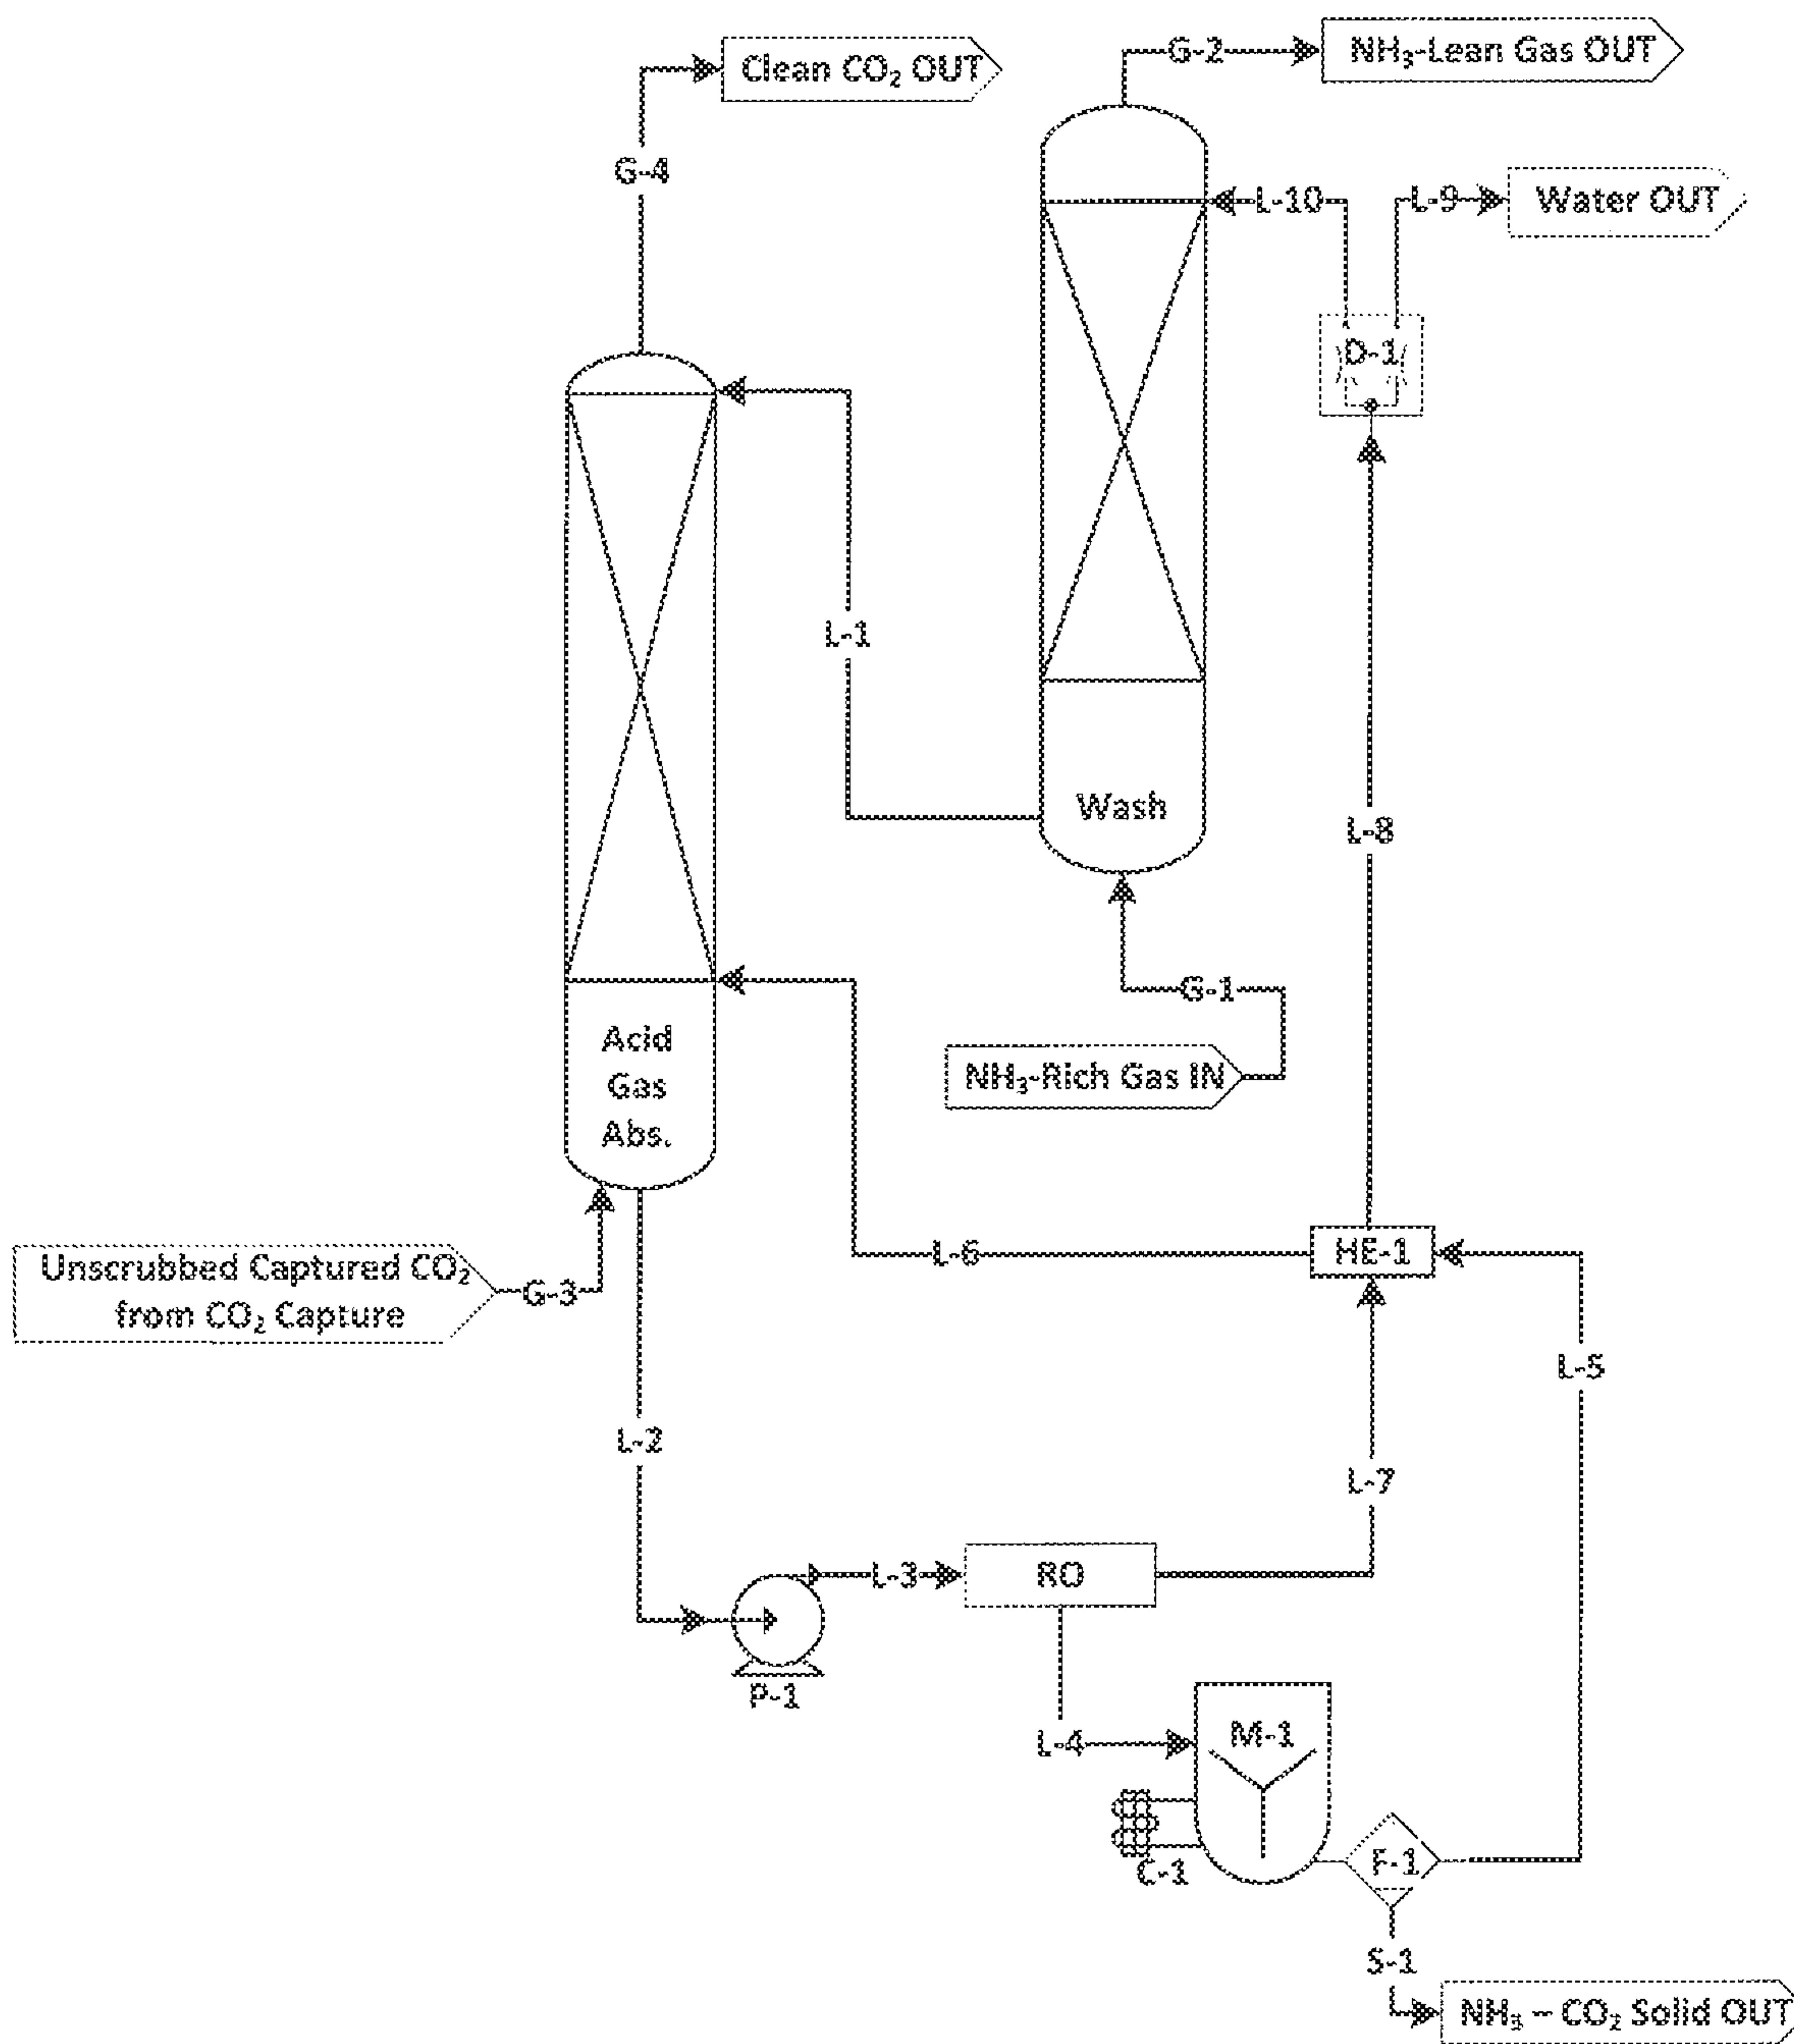 G-2
NH₃-Lean Gas OUT
Clean CO₂ OUT
G-4
L-10
L-9
Water OUT
D-1
L-1
Wash
L-8
G-1
Acid
Gas
Abs.
NH₃-Rich Gas IN
L-6
HE-1
Unscrubbed Captured CO₂
from CO₂ Capture
G-3
L-5
L-2
L-7
L-3
RO
P-1
M-1
L-4
F-1
C-1
S-1
NH₃ – CO₂ Solid OUT